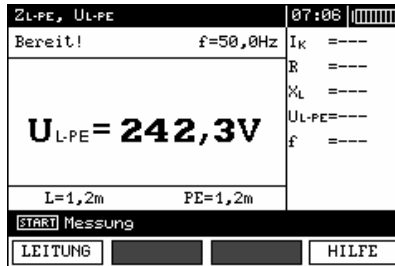 ZL-PE, UL-PE 07:06
Bereit! f=50,0Hz
IK =---
R =---
XL =---
UL-PE=---
f =---
UL-PE= 242,3V
L=1,2m PE=1,2m
START Messung
LEITUNG HILFE